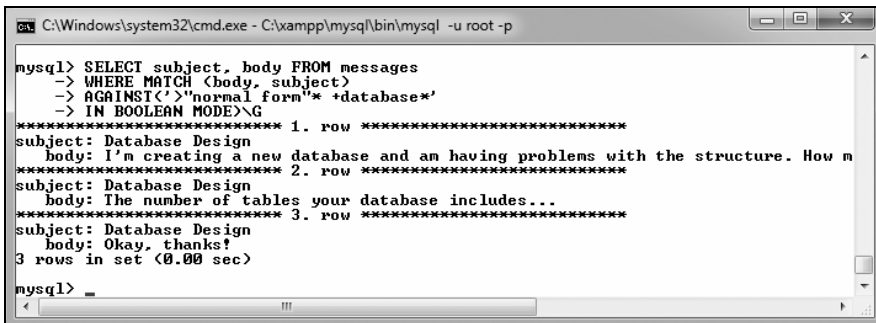 C:\Windows\system32\cmd.exe - C:\xampp\mysql\bin\mysql -u root -p
mysql> SELECT subject, body FROM messages
    -> WHERE MATCH (body, subject)
    -> AGAINST('>"normal form"* +database*'
    -> IN BOOLEAN MODE)\G
*************************** 1. row ***************************
subject: Database Design
   body: I'm creating a new database and am having problems with the structure. How m
*************************** 2. row ***************************
subject: Database Design
   body: The number of tables your database includes...
*************************** 3. row ***************************
subject: Database Design
   body: Okay, thanks!
3 rows in set (0.00 sec)
mysql> _